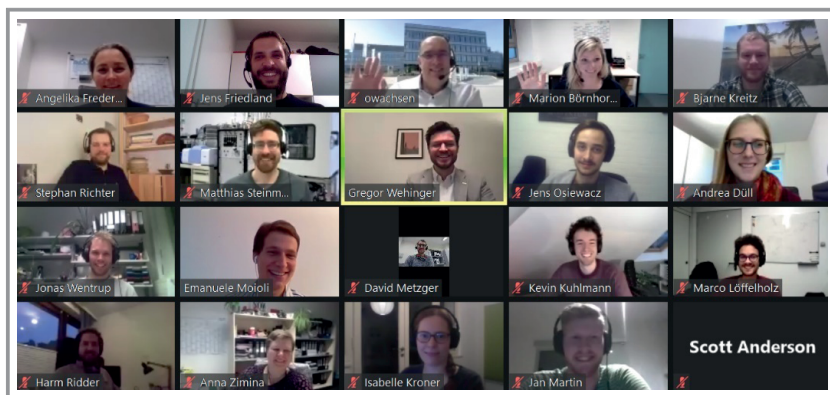 Angelika Freder...
Jens Friedland
owachsen
Marion Börnhor...
Bjarne Kreitz
Stephan Richter
Matthias Steinm...
Gregor Wehinger
Jens Osiewacz
Andrea Düll
Jonas Wentrup
Emanuele Moioli
David Metzger
Kevin Kuhlmann
Marco Löffelholz
Harm Ridder
Anna Zimina
Isabelle Kroner
Jan Martin
Scott Anderson